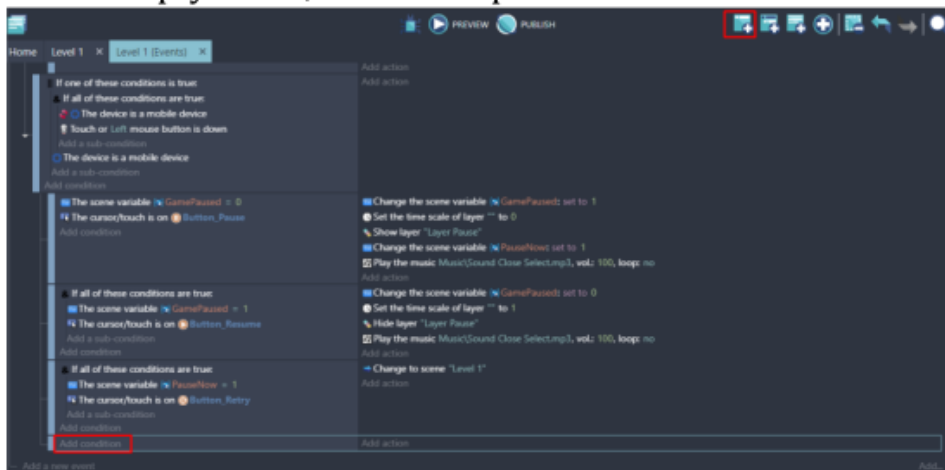 PREVIEW PUBLISH
Home Level 1 × Level 1 (Events) ×
Add action
If one of these conditions is true:
Add action
If all of these conditions are true:
The device is a mobile device
Touch or Left mouse button is down
Add a sub-condition
The device is a mobile device
Add a sub-condition
Add condition
The scene variable GamePaused = 0
The cursor/touch is on Button_Pause
Add condition
Change the scene variable GamePaused: set to 1
Set the time scale of layer "" to 0
Show layer "Layer Pause"
Change the scene variable PauseNow: set to 1
Play the music Music\Sound Close Select.mp3, vol.: 100, loop: no
Add action
If all of these conditions are true:
The scene variable GamePaused = 1
The cursor/touch is on Button_Resume
Add a sub-condition
Add condition
Change the scene variable GamePaused: set to 0
Set the time scale of layer "" to 1
Hide layer "Layer Pause"
Play the music Music\Sound Close Select.mp3, vol.: 100, loop: no
Add action
If all of these conditions are true:
The scene variable PauseNow = 1
The cursor/touch is on Button_Retry
Add a sub-condition
Add condition
Change to scene "Level 1"
Add action
Add condition
Add action
Add a new event
Add...